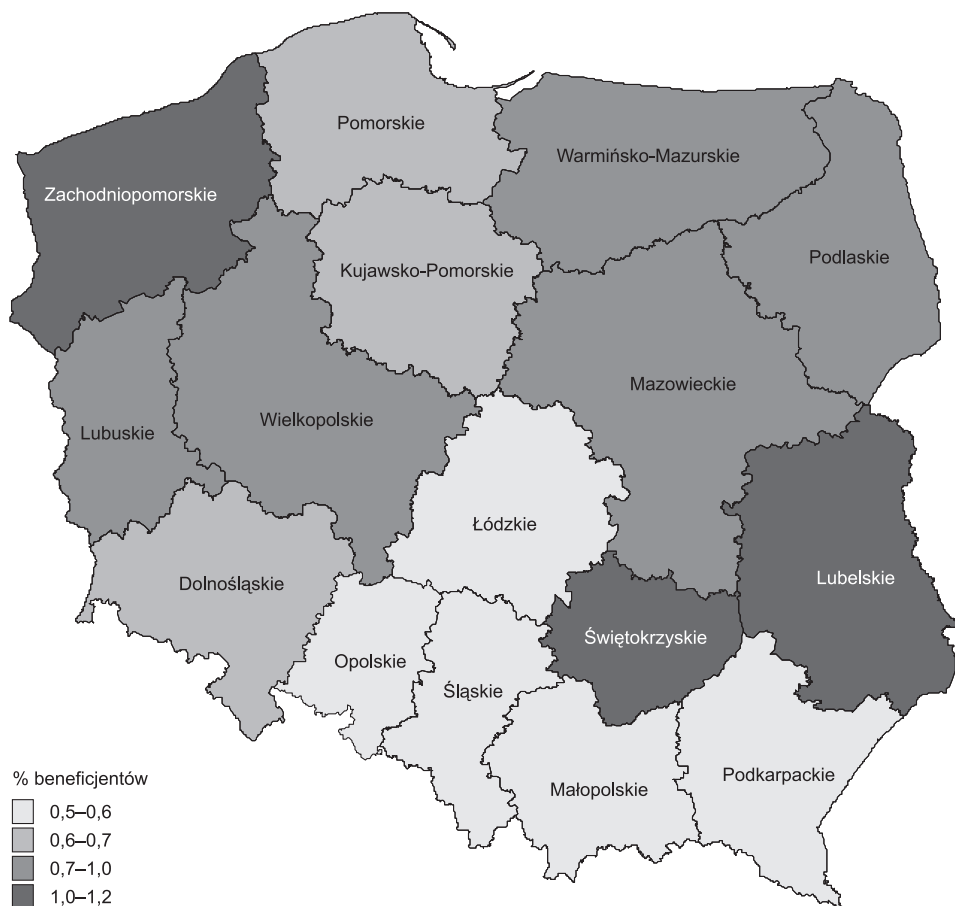 Pomorskie
Warmińsko-Mazurskie
Zachodniopomorskie
Podlaskie
Kujawsko-Pomorskie
Mazowieckie
Wielkopolskie
Lubuskie
Łódzkie
Dolnośląskie
Lubelskie
Świętokrzyskie
Opolskie
Śląskie
Podkarpackie
Małopolskie
% beneficjentów
0,5–0,6
0,6–0,7
0,7–1,0
1,0–1,2